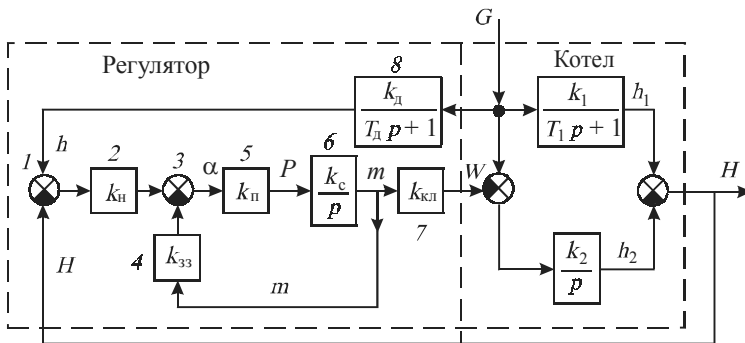 G
Регулятор
Котел
8
k_д
T_д p + 1
k_1
T_1 p + 1
h_1
1
h
2
3
5
6
α
P
m
W
H
k_н
k_п
k_с
p
k_кл
7
4
k_зз
H
m
k_2
p
h_2